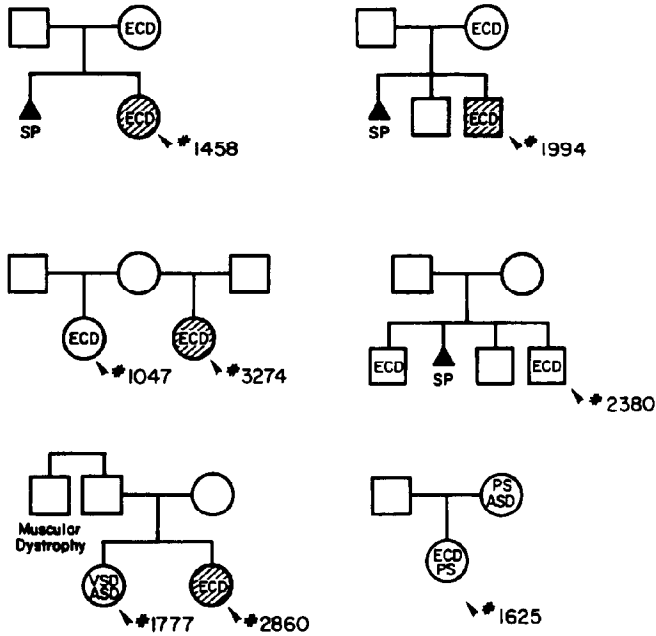 ECD
SP
ECD
#1458
ECD
SP
ECD
#1994
ECD
#1047
ECD
#3274
ECD
SP
ECD
#2380
Muscular
Dystrophy
VSD
ASD
#1777
ECD
#2860
PS
ASD
ECD
PS
#1625